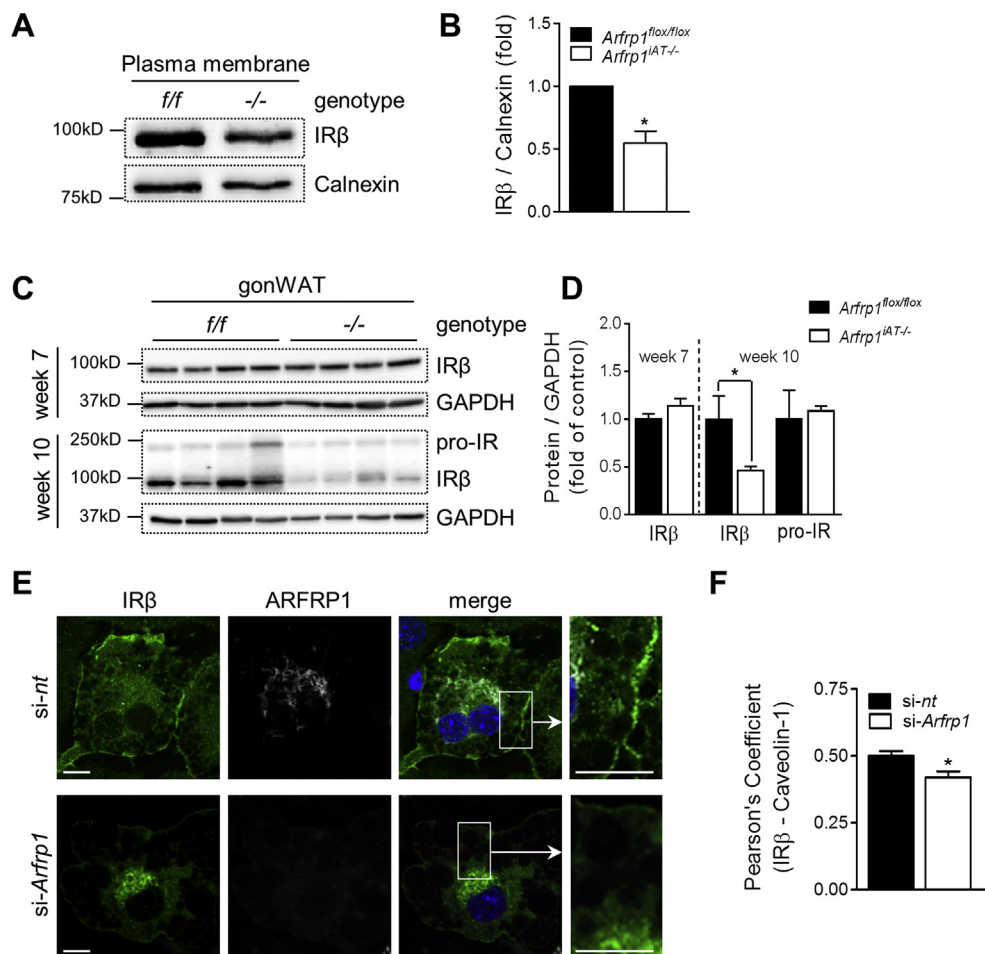 A
Plasma membrane
f/f -/- genotype
100kD IRβ
Calnexin
75kD
B
IRβ / Calnexin (fold)
1.5
1.0
0.5
0.0
Arfrp1flox/flox
Arfrp1iAT-/-
*
C
gonWAT
f/f -/- genotype
week 7
100kD IRβ
37kD GAPDH
week 10
250kD pro-IR
100kD IRβ
37kD GAPDH
D
Arfrp1flox/flox
Arfrp1iAT-/-
Protein / GAPDH
(fold of control)
2.0
1.5
1.0
0.5
0.0
week 7 week 10
*
IRβ IRβ pro-IR
E
IRβ ARFRP1 merge
si-nt
si-Arfrp1
F
Pearson's Coefficient
(IRβ - Caveolin-1)
0.75
0.50
0.25
0.00
si-nt
si-Arfrp1
*